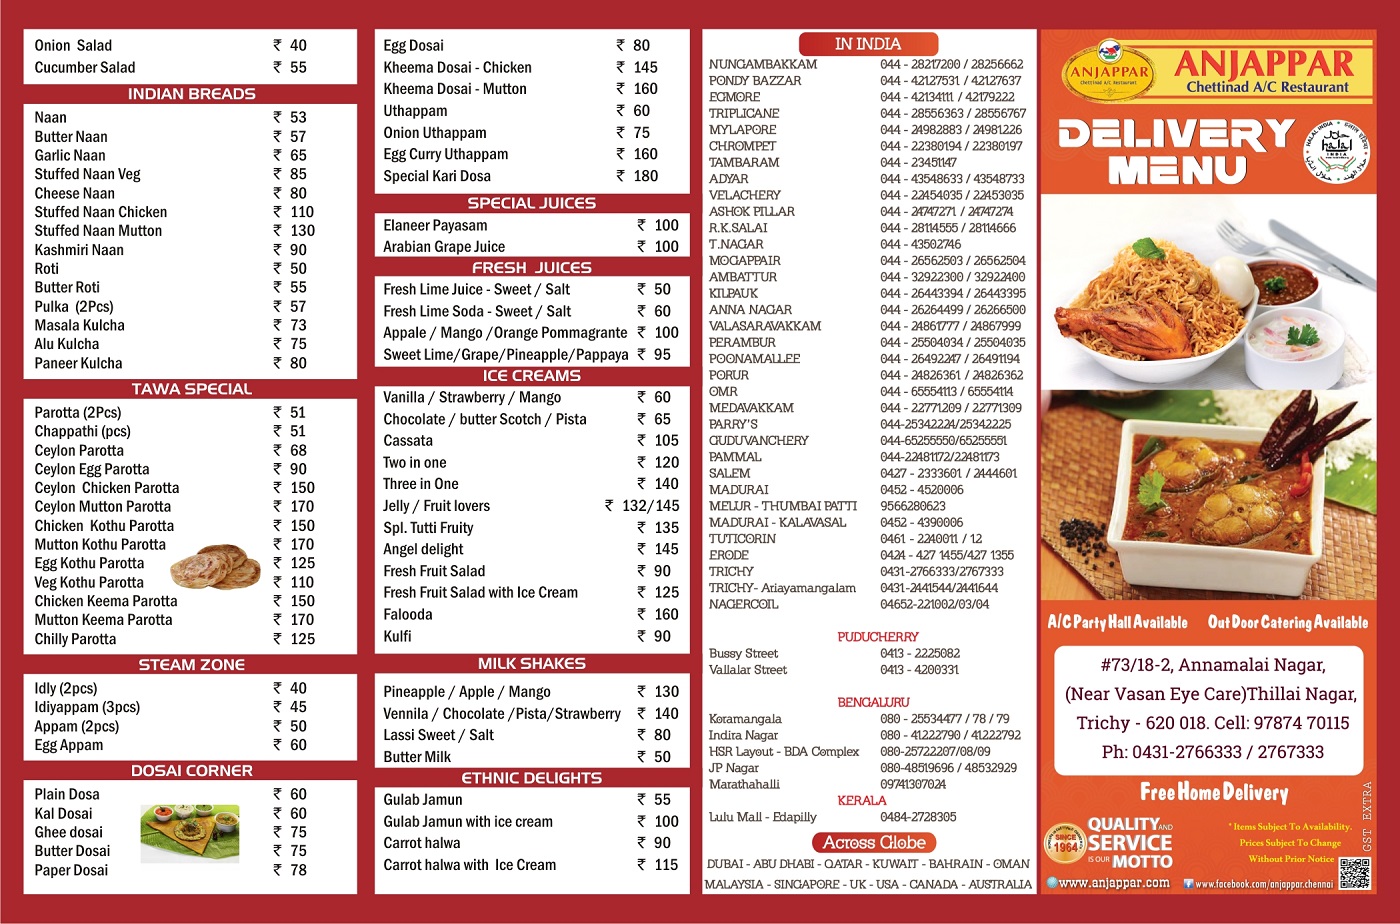 Onion Salad ₹ 40
Cucumber Salad ₹ 55
INDIAN BREADS
Naan ₹ 53
Butter Naan ₹ 57
Garlic Naan ₹ 65
Stuffed Naan Veg ₹ 85
Cheese Naan ₹ 80
Stuffed Naan Chicken ₹ 110
Stuffed Naan Mutton ₹ 130
Kashmiri Naan ₹ 90
Roti ₹ 50
Butter Roti ₹ 55
Pulka (2Pcs) ₹ 57
Masala Kulcha ₹ 73
Alu Kulcha ₹ 75
Paneer Kulcha ₹ 80
TAWA SPECIAL
Parotta (2Pcs) ₹ 51
Chappathi (pcs) ₹ 51
Ceylon Parotta ₹ 68
Ceylon Egg Parotta ₹ 90
Ceylon Chicken Parotta ₹ 150
Ceylon Mutton Parotta ₹ 170
Chicken Kothu Parotta ₹ 150
Mutton Kothu Parotta ₹ 170
Egg Kothu Parotta ₹ 125
Veg Kothu Parotta ₹ 110
Chicken Keema Parotta ₹ 150
Mutton Keema Parotta ₹ 170
Chilly Parotta ₹ 125
STEAM ZONE
Idly (2pcs) ₹ 40
Idiyappam (3pcs) ₹ 45
Appam (2pcs) ₹ 50
Egg Appam ₹ 60
DOSAI CORNER
Plain Dosa ₹ 60
Kal Dosai ₹ 60
Ghee dosai ₹ 75
Butter Dosai ₹ 75
Paper Dosai ₹ 78
Egg Dosai ₹ 80
Kheema Dosai - Chicken ₹ 145
Kheema Dosai - Mutton ₹ 160
Uthappam ₹ 60
Onion Uthappam ₹ 75
Egg Curry Uthappam ₹ 160
Special Kari Dosa ₹ 180
SPECIAL JUICES
Elaneer Payasam ₹ 100
Arabian Grape Juice ₹ 100
FRESH JUICES
Fresh Lime Juice - Sweet / Salt ₹ 50
Fresh Lime Soda - Sweet / Salt ₹ 60
Appale / Mango /Orange Pommagrante ₹ 100
Sweet Lime/Grape/Pineapple/Pappaya ₹ 95
ICE CREAMS
Vanilla / Strawberry / Mango ₹ 60
Chocolate / butter Scotch / Pista ₹ 65
Cassata ₹ 105
Two in one ₹ 120
Three in One ₹ 140
Jelly / Fruit lovers ₹ 132/145
Spl. Tutti Fruity ₹ 135
Angel delight ₹ 145
Fresh Fruit Salad ₹ 90
Fresh Fruit Salad with Ice Cream ₹ 125
Falooda ₹ 160
Kulfi ₹ 90
MILK SHAKES
Pineapple / Apple / Mango ₹ 130
Vennila / Chocolate /Pista/Strawberry ₹ 140
Lassi Sweet / Salt ₹ 80
Butter Milk ₹ 50
ETHNIC DELIGHTS
Gulab Jamun ₹ 55
Gulab Jamun with ice cream ₹ 100
Carrot halwa ₹ 90
Carrot halwa with Ice Cream ₹ 115
IN INDIA
NUNGAMBAKKAM 044 - 28217200 / 28256662
PONDY BAZZAR 044 - 42127531 / 42127637
EGMORE 044 - 42134111 / 42179222
TRIPLICANE 044 - 28556363 / 28556767
MYLAPORE 044 - 24982883 / 24981226
CHROMPET 044 - 22380194 / 22380197
TAMBARAM 044 - 23451147
ADYAR 044 - 43548633 / 43548733
VELACHERY 044 - 22454035 / 22453035
ASHOK PILLAR 044 - 24747271 / 24747274
R.K.SALAI 044 - 28114555 / 28114666
T.NAGAR 044 - 43502746
MOGAPPAIR 044 - 26562503 / 26562504
AMBATTUR 044 - 32922300 / 32922400
KILPAUK 044 - 26443394 / 26443395
ANNA NAGAR 044 - 26264499 / 26266500
VALASARAVAKKAM 044 - 24861777 / 24867999
PERAMBUR 044 - 25504034 / 25504035
POONAMALLEE 044 - 26492247 / 26491194
PORUR 044 - 24826361 / 24826362
OMR 044 - 65554113 / 65554114
MEDAVAKKAM 044 - 22771209 / 22771309
PARRY'S 044-25342224/25342225
GUDUVANCHERY 044-65255550/65255551
PAMMAL 044-22481172/22481173
SALEM 0427 - 2333601 / 2444601
MADURAI 0452 - 4520006
MELUR - THUMBAI PATTI 9566280623
MADURAI - KALAVASAL 0452 - 4390006
TUTICORIN 0461 - 2240011 / 12
ERODE 0424 - 427 1455/427 1355
TRICHY 0431-2766333/2767333
TRICHY- Ariayamangalam 0431-2441544/2441644
NAGERCOIL 04652-221002/03/04
PUDUCHERRY
Bussy Street 0413 - 2225082
Vallalar Street 0413 - 4200331
BENGALURU
Koramangala 080 - 25534477 / 78 / 79
Indira Nagar 080 - 41222790 / 41222792
HSR Layout - BDA Complex 080-25722207/08/09
JP Nagar 080-48519696 / 48532929
Marathahalli 09741307024
KERALA
Lulu Mall - Edapilly 0484-2728305
Across Globe
DUBAI - ABU DHABI - QATAR - KUWAIT - BAHRAIN - OMAN
MALAYSIA - SINGAPORE - UK - USA - CANADA - AUSTRALIA
ANJAPPAR
Chettinad A/C Restaurant
ANJAPPAR
Chettinad A/C Restaurant
DELIVERY
MENU
HALAL INDIA
halal
INDIA
A/C Party Hall Available Out Door Catering Available
#73/18-2, Annamalai Nagar,
(Near Vasan Eye Care)Thillai Nagar,
Trichy - 620 018. Cell: 97874 70115
Ph: 0431-2766333 / 2767333
Free Home Delivery
SINCE
1964
QUALITY AND
SERVICE
IS OUR MOTTO
* Items Subject To Availability.
Prices Subject To Change
Without Prior Notice
GST EXTRA
www.anjappar.com
www.facebook.com/anjappar.chennai